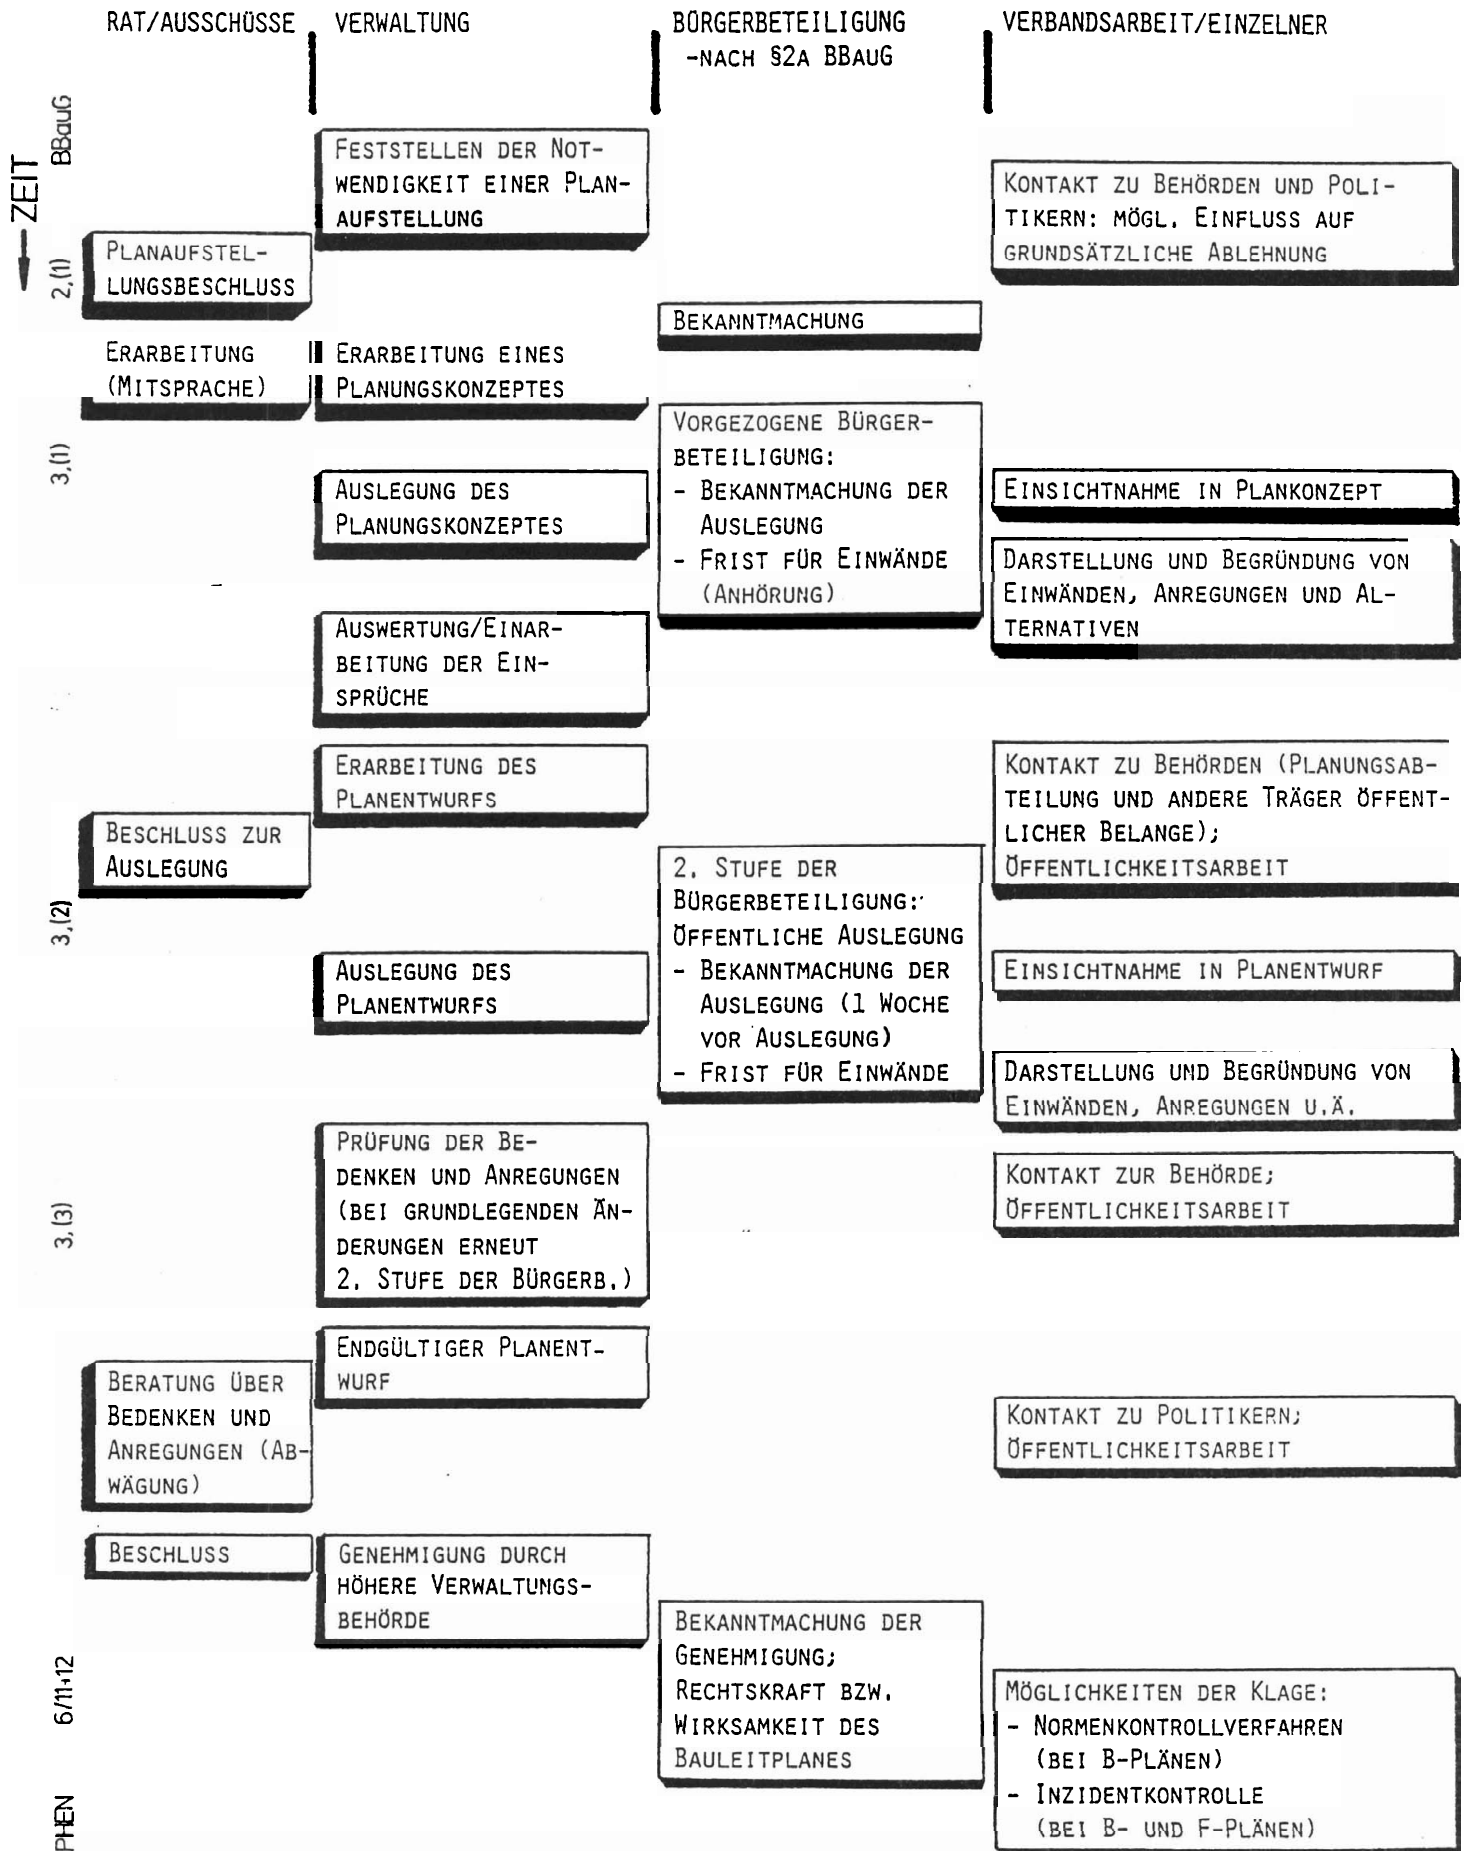 RAT/AUSSCHÜSSE
VERWALTUNG
BÜRGERBETEILIGUNG
-NACH §2A BBAUG
VERBANDSARBEIT/EINZELNER
ZEIT
BBauG
2,(1)
3,(1)
3,(2)
3,(3)
6/11+12
PHEN
FESTSTELLEN DER NOT-
WENDIGKEIT EINER PLAN-
AUFSTELLUNG
KONTAKT ZU BEHÖRDEN UND POLI-
TIKERN: MÖGL. EINFLUSS AUF
GRUNDSÄTZLICHE ABLEHNUNG
PLANAUFSTEL-
LUNGSBESCHLUSS
BEKANNTMACHUNG
ERARBEITUNG
(MITSPRACHE)
ERARBEITUNG EINES
PLANUNGSKONZEPTES
VORGEZOGENE BÜRGER-
BETEILIGUNG:
- BEKANNTMACHUNG DER
AUSLEGUNG
- FRIST FÜR EINWÄNDE
(ANHÖRUNG)
AUSLEGUNG DES
PLANUNGSKONZEPTES
EINSICHTNAHME IN PLANKONZEPT
DARSTELLUNG UND BEGRÜNDUNG VON
EINWÄNDEN, ANREGUNGEN UND AL-
TERNATIVEN
AUSWERTUNG/EINAR-
BEITUNG DER EIN-
SPRÜCHE
ERARBEITUNG DES
PLANENTWURFS
KONTAKT ZU BEHÖRDEN (PLANUNGSAB-
TEILUNG UND ANDERE TRÄGER ÖFFENT-
LICHER BELANGE);
ÖFFENTLICHKEITSARBEIT
BESCHLUSS ZUR
AUSLEGUNG
2. STUFE DER
BÜRGERBETEILIGUNG:
ÖFFENTLICHE AUSLEGUNG
- BEKANNTMACHUNG DER
AUSLEGUNG (1 WOCHE
VOR AUSLEGUNG)
- FRIST FÜR EINWÄNDE
AUSLEGUNG DES
PLANENTWURFS
EINSICHTNAHME IN PLANENTWURF
DARSTELLUNG UND BEGRÜNDUNG VON
EINWÄNDEN, ANREGUNGEN U.Ä.
PRÜFUNG DER BE-
DENKEN UND ANREGUNGEN
(BEI GRUNDLEGENDEN ÄN-
DERUNGEN ERNEUT
2. STUFE DER BÜRGERB.)
KONTAKT ZUR BEHÖRDE;
ÖFFENTLICHKEITSARBEIT
ENDGÜLTIGER PLANENT-
WURF
BERATUNG ÜBER
BEDENKEN UND
ANREGUNGEN (AB-
WÄGUNG)
KONTAKT ZU POLITIKERN;
ÖFFENTLICHKEITSARBEIT
BESCHLUSS
GENEHMIGUNG DURCH
HÖHERE VERWALTUNGS-
BEHÖRDE
BEKANNTMACHUNG DER
GENEHMIGUNG;
RECHTSKRAFT BZW.
WIRKSAMKEIT DES
BAULEITPLANES
MÖGLICHKEITEN DER KLAGE:
- NORMENKONTROLLVERFAHREN
(BEI B-PLÄNEN)
- INZIDENTKONTROLLE
(BEI B- UND F-PLÄNEN)